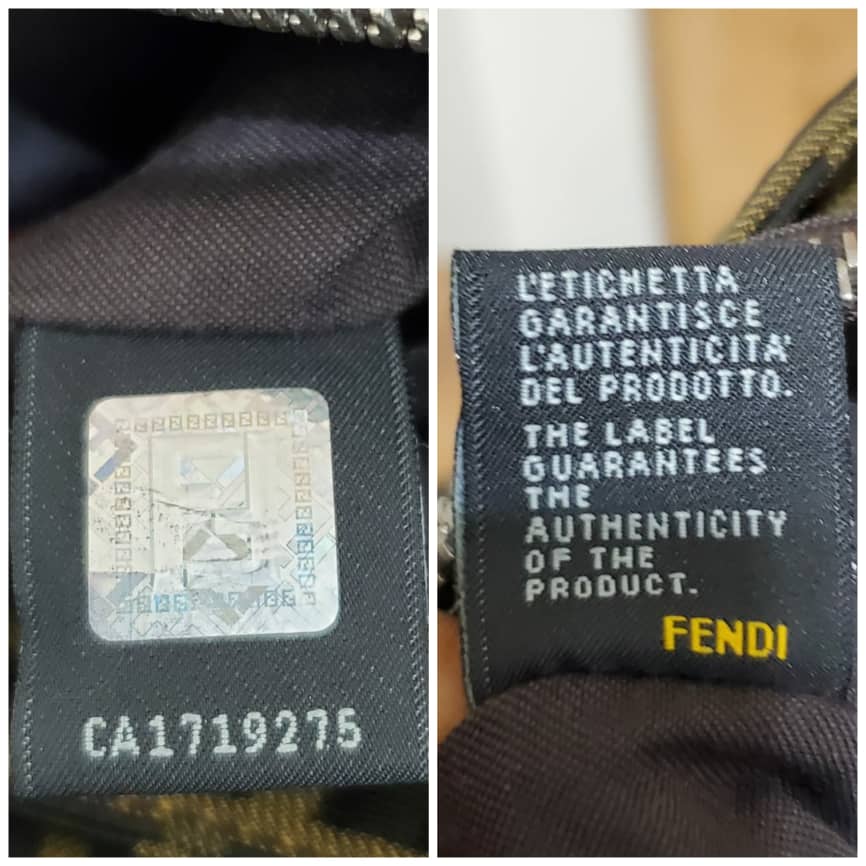 CA1719275
L'ETICHETTA
GARANTISCE
L'AUTENTICITA'
DEL PRODOTTO.
THE LABEL
GUARANTEES
THE
AUTHENTICITY
OF THE
PRODUCT.
FENDI